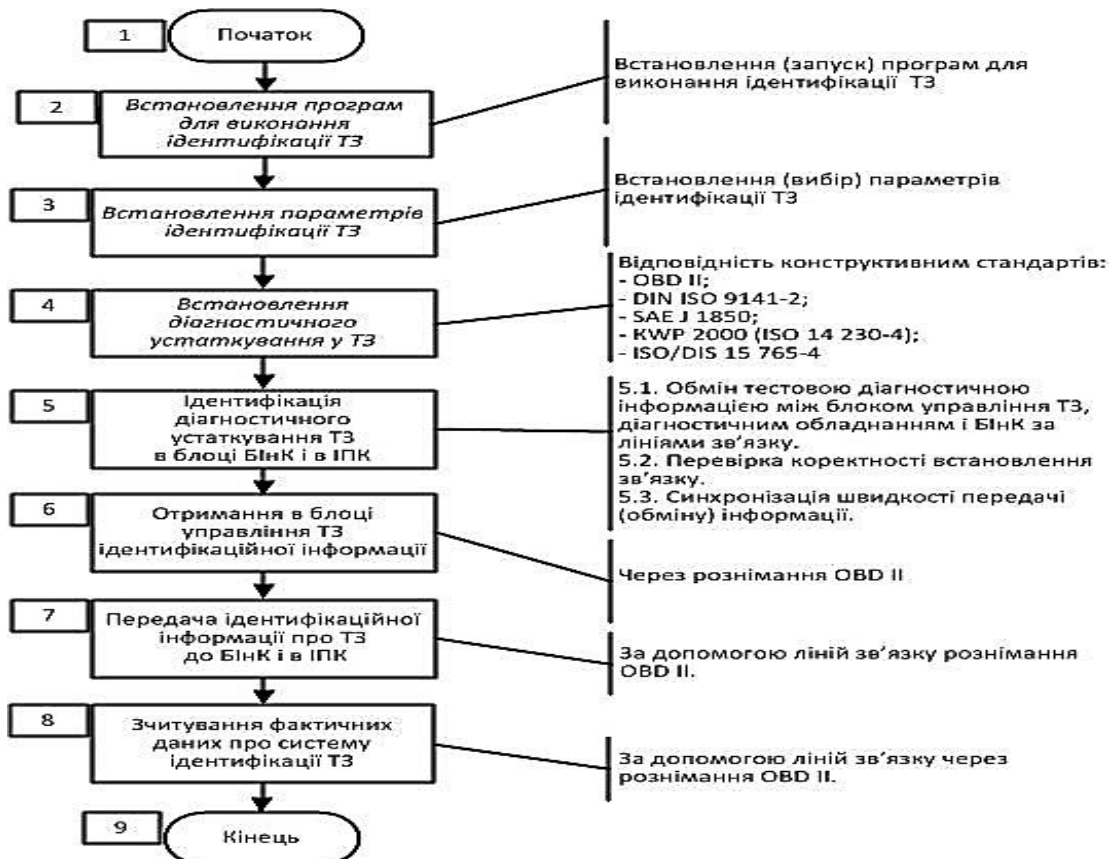 1
Початок
Встановлення (запуск) програм для
виконання ідентифікації ТЗ
2
Встановлення програм
для виконання
ідентифікації ТЗ
Встановлення (вибір) параметрів
ідентифікації ТЗ
3
Встановлення параметрів
ідентифікації ТЗ
Відповідність конструктивним стандартів:
- OBD II;
- DIN ISO 9141-2;
- SAE J 1850;
- KWP 2000 (ISO 14 230-4);
- ISO/DIS 15 765-4
4
Встановлення
діагностичного
устаткування у ТЗ
5
Ідентифікація
діагностичного
устаткування ТЗ
в блоці БІнК і в ІПК
5.1. Обмін тестовою діагностичною
інформацією між блоком управління ТЗ,
діагностичним обладнанням і БІнК за
лініями зв'язку.
5.2. Перевірка коректності встановлення
зв'язку.
5.3. Синхронізація швидкості передачі
(обміну) інформації.
6
Отримання в блоці
управління ТЗ
ідентифікаційної інформації
Через рознімання OBD II
7
Передача ідентифікаційної
інформації про ТЗ
до БІнК і в ІПК
За допомогою ліній зв'язку рознімання
OBD II.
8
Зчитування фактичних
даних про систему
ідентифікації ТЗ
За допомогою ліній зв'язку через
рознімання OBD II.
9
Кінець